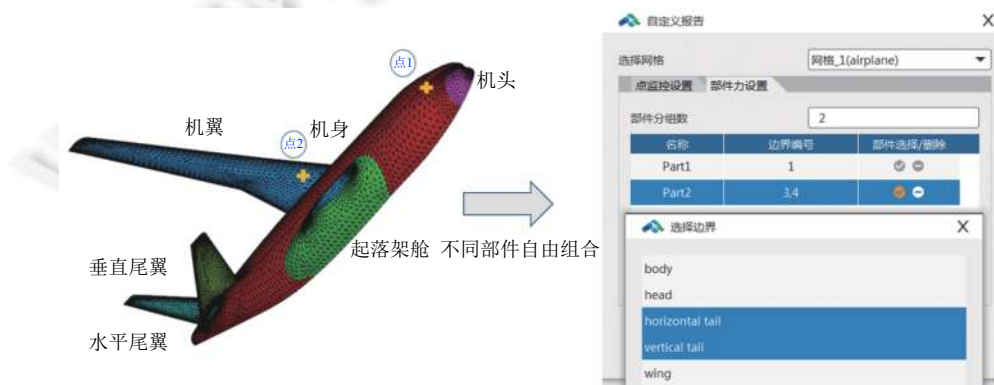 点1
机头
机翼
机身
点2
起落架舱
不同部件自由组合
垂直尾翼
水平尾翼
自定义报告
X
选择网格
网格_1(airplane)
点监控设置 部件力设置
部件分组数
2
名称 边界编号 部件选择/删除
Part1 1
Part2 3,4
选择边界
X
body
head
horizontal tail
vertical tail
wing